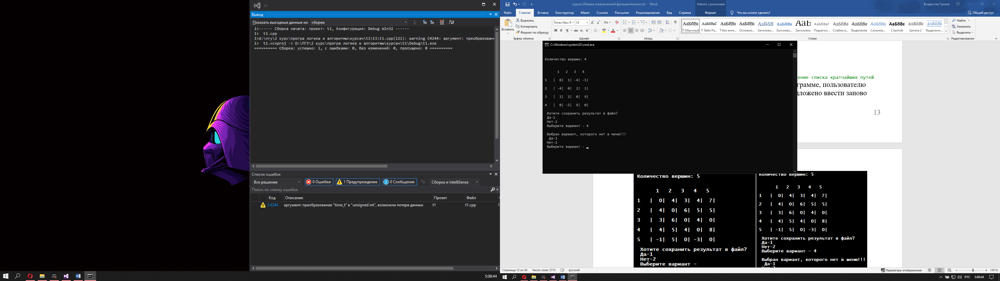 t1
Вывод
Показать выходные данные из: сборки
1>------ Сборка начата: проект: t1, Конфигурация: Debug Win32 ------
1>  t1.cpp
1>d:\пгу\2 курс\програ логика и алгоритмы\курсач\t1\t1\t1.cpp(121): warning C4244: аргумент: преобразовани
1>  t1.vcxproj -> D:\ПГУ\2 курс\програ логика и алгоритмы\курсач\t1\Debug\t1.exe
========== Сборка: успешно: 1, с ошибками: 0, без изменений: 0, пропущено: 0 ==========
Список ошибок
Все решение 0 Ошибки 1 Предупреждение 0 Сообщения Сборка и IntelliSense
Поиск по списку ошибок
Код Описание Проект Файл
C4244 аргумент: преобразование "time_t" в "unsigned int", возможна потеря данных t1 t1.cpp 1
5:08:44
курсач [Режим ограниченной функциональности] - Word Работа с рисунками Владислав Грозов
Файл Главная Вставка Конструктор Макет Ссылки Рассылки Рецензирование Вид Справка Формат Что вы хотите сделать? Общий доступ
Вставить
Вырезать
Копировать
Формат по образцу
Буфер обмена
Times New R 14
Ж К Ч abc x₂ x²
Шрифт
Абзац
АаБбВв АаБбВвГ АаБбВв АаБбВв АаБбВ АаБбВв АаБ АаБбВвГ АаБбВв АаБбВв АаБбВв АаБбВв АаБбВв АаБбВв
¶ Обычный ¶ Table Pa... ¶ Без инте... Основно... Заголово... Заголово... Заголовок Подзагол... Слабое в... Выделение Сильное... Строгий Цитата 2 Выделенн...
Стили
Найти
Заменить
Выделить
Редактирование
C:\Windows\system32\cmd.exe
Количество вершин: 4
1 2 3 4
1 | 0| 1| -4| -1|
2 | -4| 0| 2| 1|
3 | 2| 2| 0| 9|
4 | 0| -5| 9| 0|
Хотите сохранить результат в файл?
Да-1
Нет-2
Выберите вариант - 4
Выбран вариант, которого нет в меню!!!
Да-1
Нет-2
Выберите вариант -
ение списка кратчайших путей
грамме, пользователю
дложено ввести заново
13
Количество вершин: 5
1 2 3 4 5
1 | 0| 4| 3| 4| 7|
2 | 4| 0| 6| 5| 5|
3 | 3| 6| 0| 4| 0|
4 | 4| 5| 4| 0| 8|
5 | -1| 5| 0| -3| 0|
Хотите сохранить результат в файл?
Да-1
Нет-2
Выберите вариант -
Количество вершин: 5
1 2 3 4 5
1 | 0| 4| 3| 4| 7|
2 | 4| 0| 6| 5| 5|
3 | 3| 6| 0| 4| 0|
4 | 4| 5| 4| 0| 8|
5 | -1| 5| 0| -3| 0|
Хотите сохранить результат в файл?
Да-1
Нет-2
Выберите вариант - 4
Выбран вариант, которого нет в меню!!!
Да-1
Страница 13 из 36 Число слов: 3775 русский Параметры отображения 150 %
РУС 5:08:44